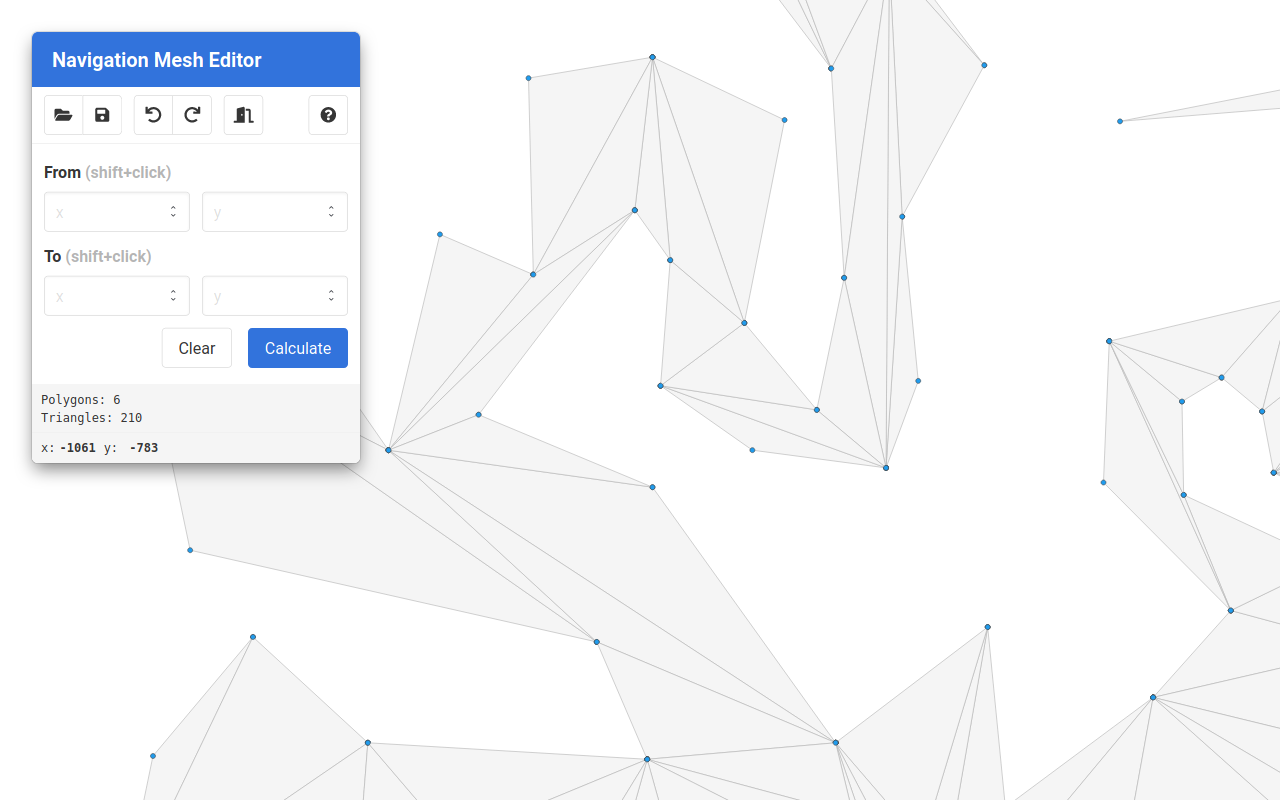 Navigation Mesh Editor
From (shift+click)
x y
To (shift+click)
x y
Clear Calculate
Polygons: 6
Triangles: 210
x: -1061 y: -783